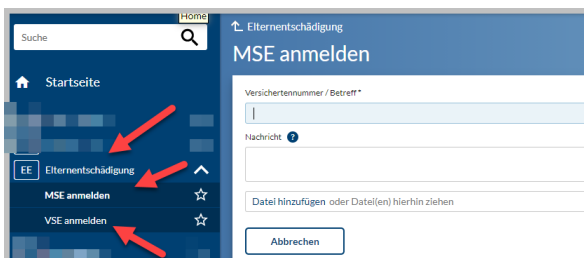 Home
Suche
Startseite
EE Elternentschädigung
MSE anmelden
VSE anmelden
Elternentschädigung
MSE anmelden
Versichertennummer / Betreff*
Nachricht ?
Datei hinzufügen oder Datei(en) hierhin ziehen
Abbrechen